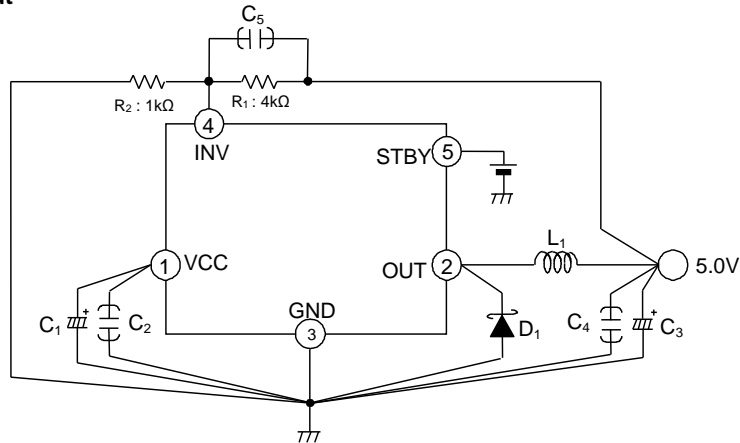 C5
R2 : 1kΩ
R1 : 4kΩ
4
INV
STBY
5
1
VCC
OUT
2
L1
5.0V
GND
3
C1
+
C2
D1
C4
+
C3